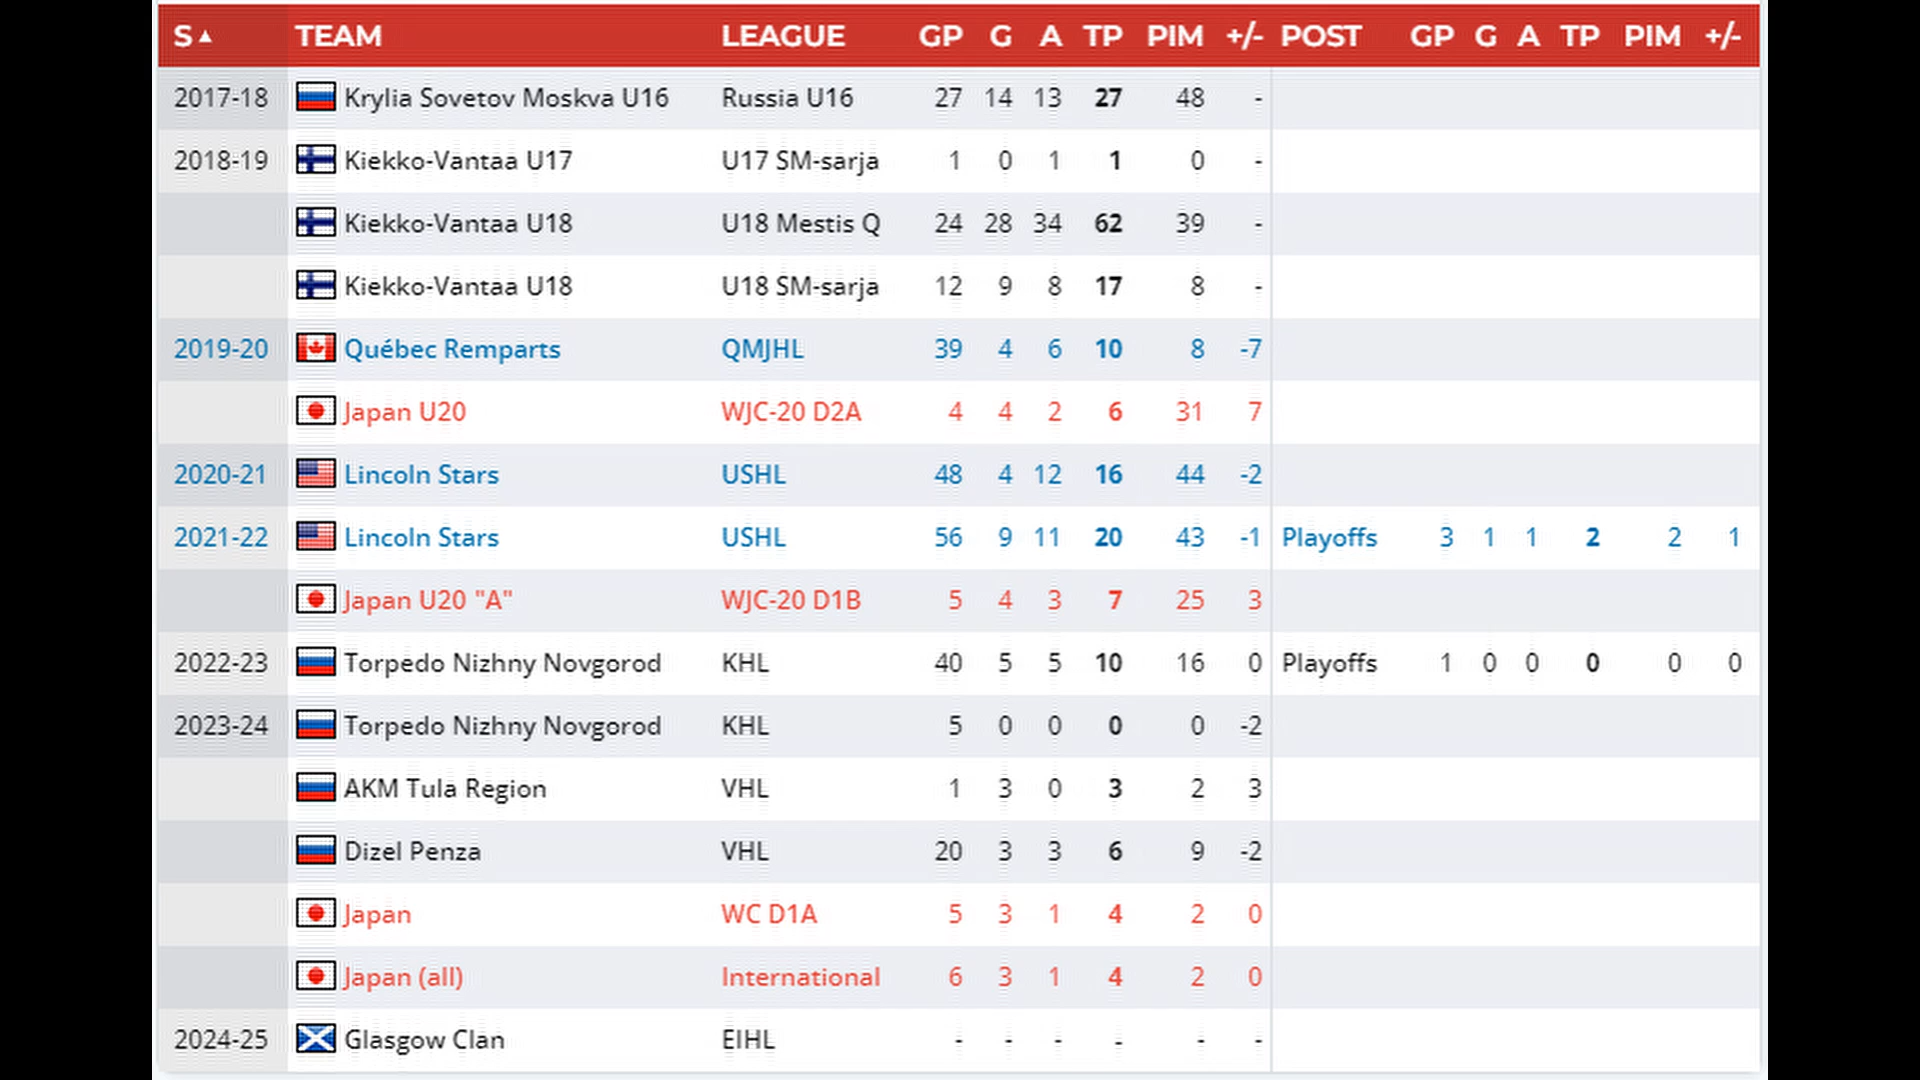 S▲ TEAM LEAGUE GP G A TP PIM +/- POST GP G A TP PIM +/-
2017-18 Krylia Sovetov Moskva U16 Russia U16 27 14 13 27 48 -
2018-19 Kiekko-Vantaa U17 U17 SM-sarja 1 0 1 1 0 -
Kiekko-Vantaa U18 U18 Mestis Q 24 28 34 62 39 -
Kiekko-Vantaa U18 U18 SM-sarja 12 9 8 17 8 -
2019-20 Québec Remparts QMJHL 39 4 6 10 8 -7
Japan U20 WJC-20 D2A 4 4 2 6 31 7
2020-21 Lincoln Stars USHL 48 4 12 16 44 -2
2021-22 Lincoln Stars USHL 56 9 11 20 43 -1 Playoffs 3 1 1 2 2 1
Japan U20 "A" WJC-20 D1B 5 4 3 7 25 3
2022-23 Torpedo Nizhny Novgorod KHL 40 5 5 10 16 0 Playoffs 1 0 0 0 0 0
2023-24 Torpedo Nizhny Novgorod KHL 5 0 0 0 0 -2
AKM Tula Region VHL 1 3 0 3 2 3
Dizel Penza VHL 20 3 3 6 9 -2
Japan WC D1A 5 3 1 4 2 0
Japan (all) International 6 3 1 4 2 0
2024-25 Glasgow Clan EIHL - - - - - -